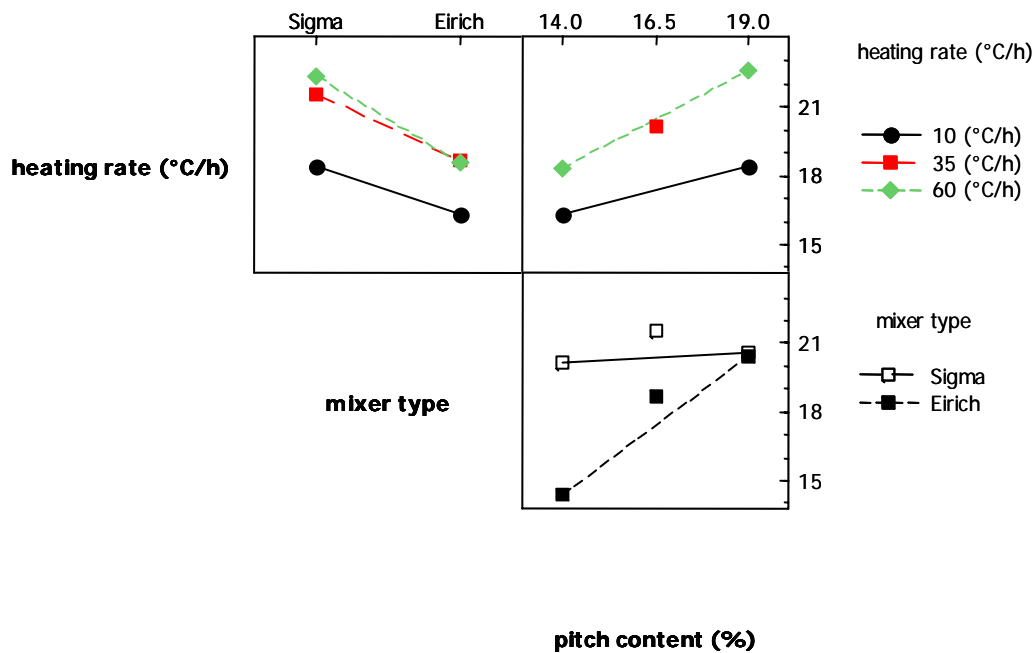 Sigma Eirich 14.0 16.5 19.0
heating rate (°C/h)
21
18
15
heating rate (°C/h)
10 (°C/h)
35 (°C/h)
60 (°C/h)
mixer type
21
18
15
mixer type
Sigma
Eirich
pitch content (%)